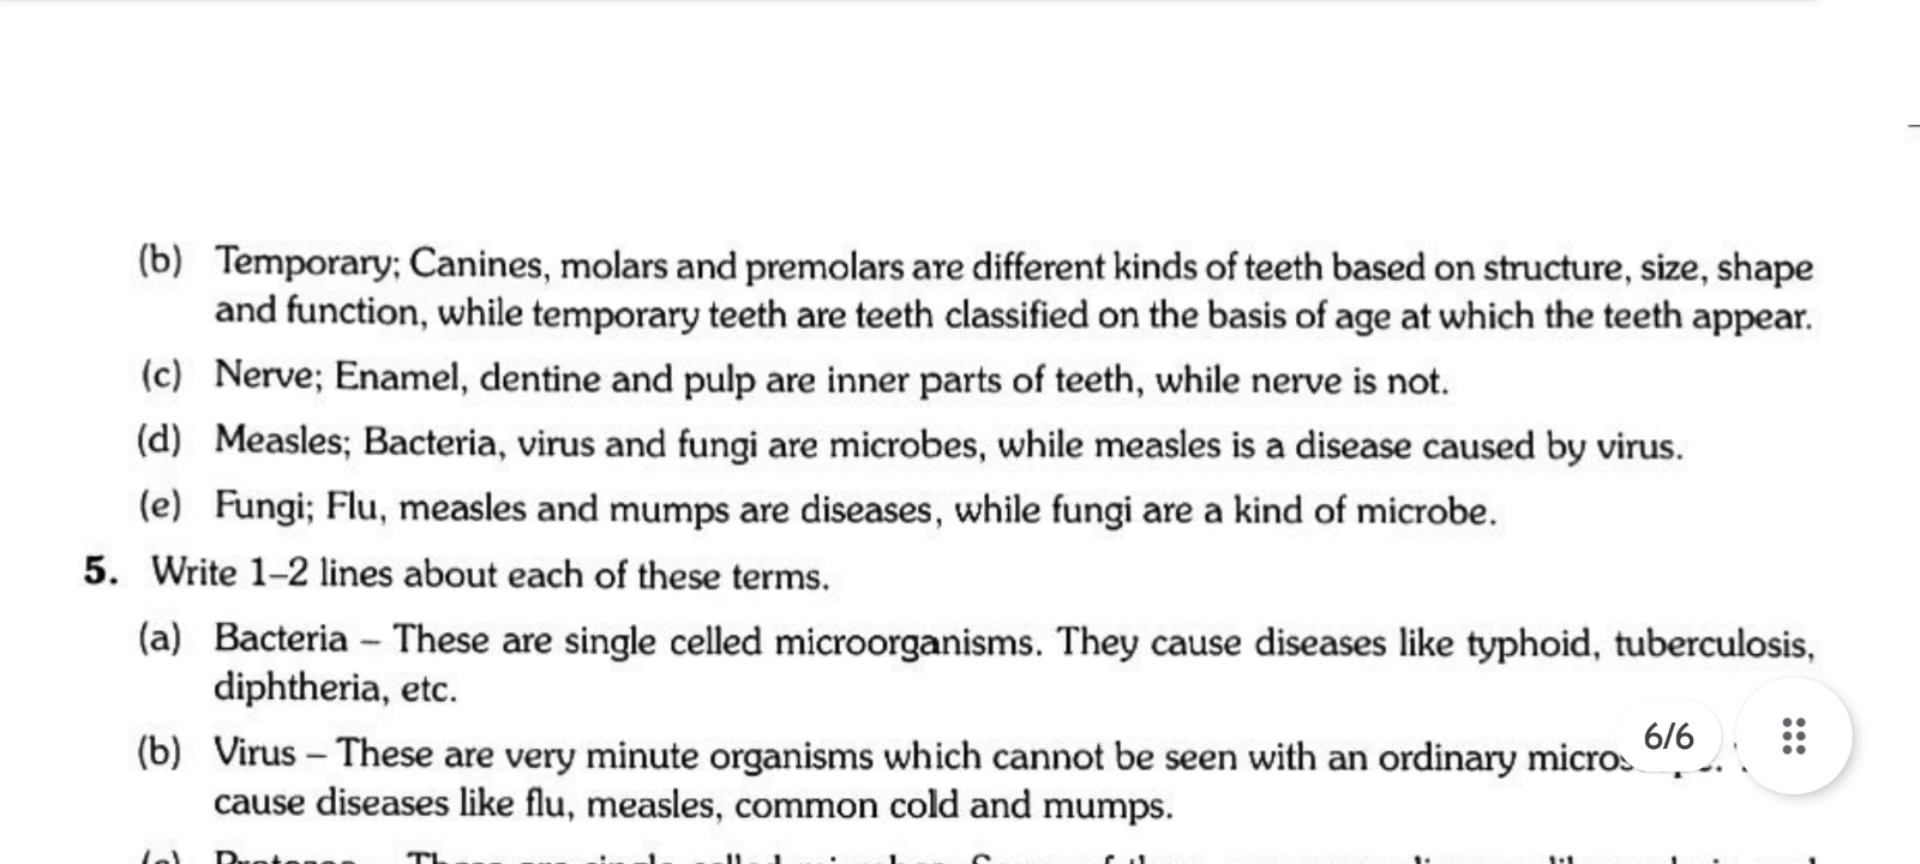 (b) Temporary; Canines, molars and premolars are different kinds of teeth based on structure, size, shape
and function, while temporary teeth are teeth classified on the basis of age at which the teeth appear.
(c) Nerve; Enamel, dentine and pulp are inner parts of teeth, while nerve is not.
(d) Measles; Bacteria, virus and fungi are microbes, while measles is a disease caused by virus.
(e) Fungi; Flu, measles and mumps are diseases, while fungi are a kind of microbe.
5. Write 1–2 lines about each of these terms.
(a) Bacteria – These are single celled microorganisms. They cause diseases like typhoid, tuberculosis,
diphtheria, etc.
(b) Virus – These are very minute organisms which cannot be seen with an ordinary
6/6
cause diseases like flu, measles, common cold and mumps.